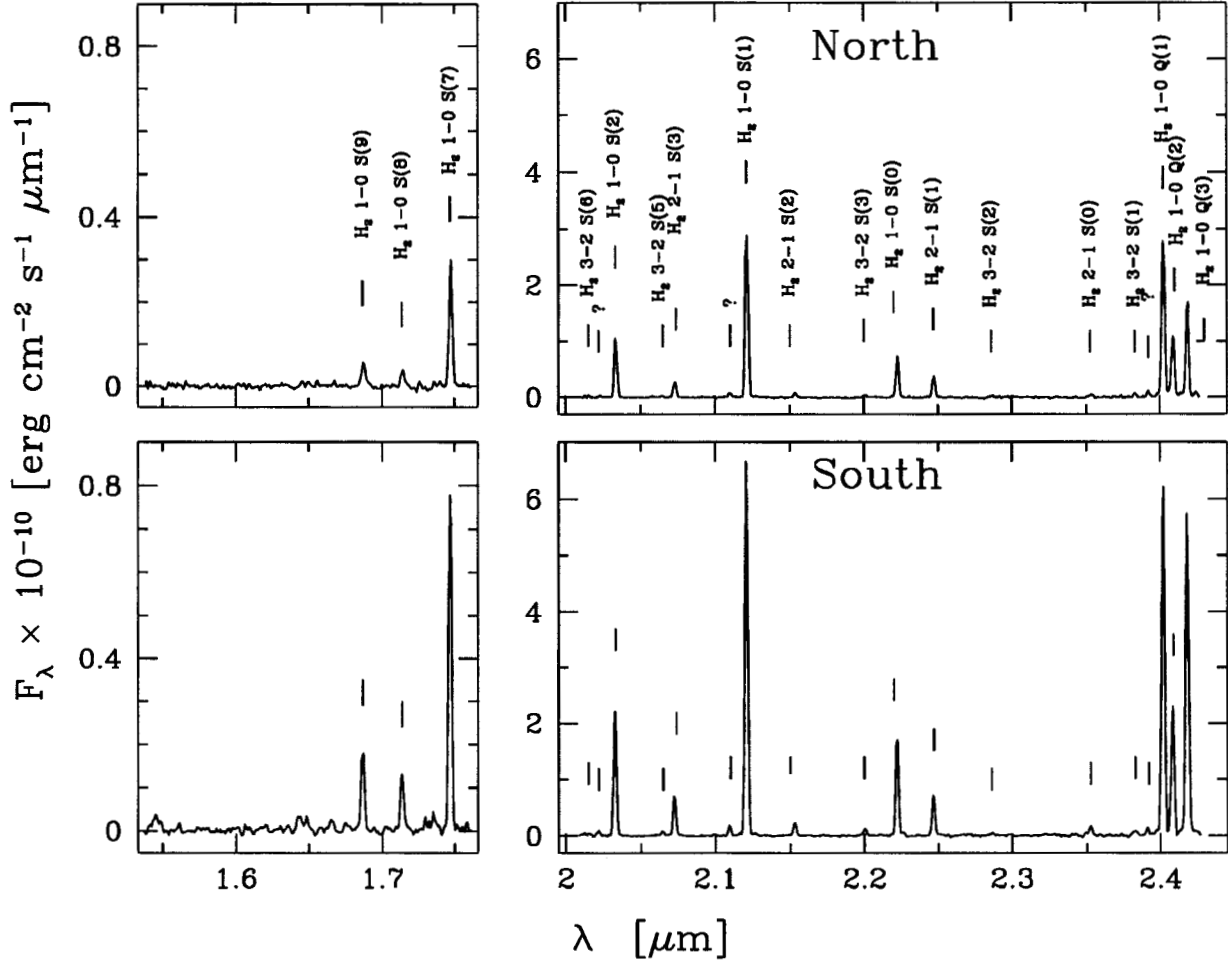 F_λ × 10⁻¹⁰ [erg cm⁻² s⁻¹ μm⁻¹]
0.8
0.4
0
H₂ 1-0 S(9)
H₂ 1-0 S(8)
H₂ 1-0 S(7)
North
6
4
2
0
H₂ 3-2 S(6)
?
H₂ 1-0 S(2)
H₂ 3-2 S(5)
H₂ 2-1 S(3)
?
H₂ 1-0 S(1)
H₂ 2-1 S(2)
H₂ 3-2 S(3)
H₂ 1-0 S(0)
H₂ 2-1 S(1)
H₂ 3-2 S(2)
H₂ 2-1 S(0)
H₂ 3-2 S(1)
?
H₂ 1-0 Q(1)
H₂ 1-0 Q(2)
H₂ 1-0 Q(3)
0.8
0.4
0
1.6 1.7
South
6
4
2
0
2 2.1 2.2 2.3 2.4
λ [μm]